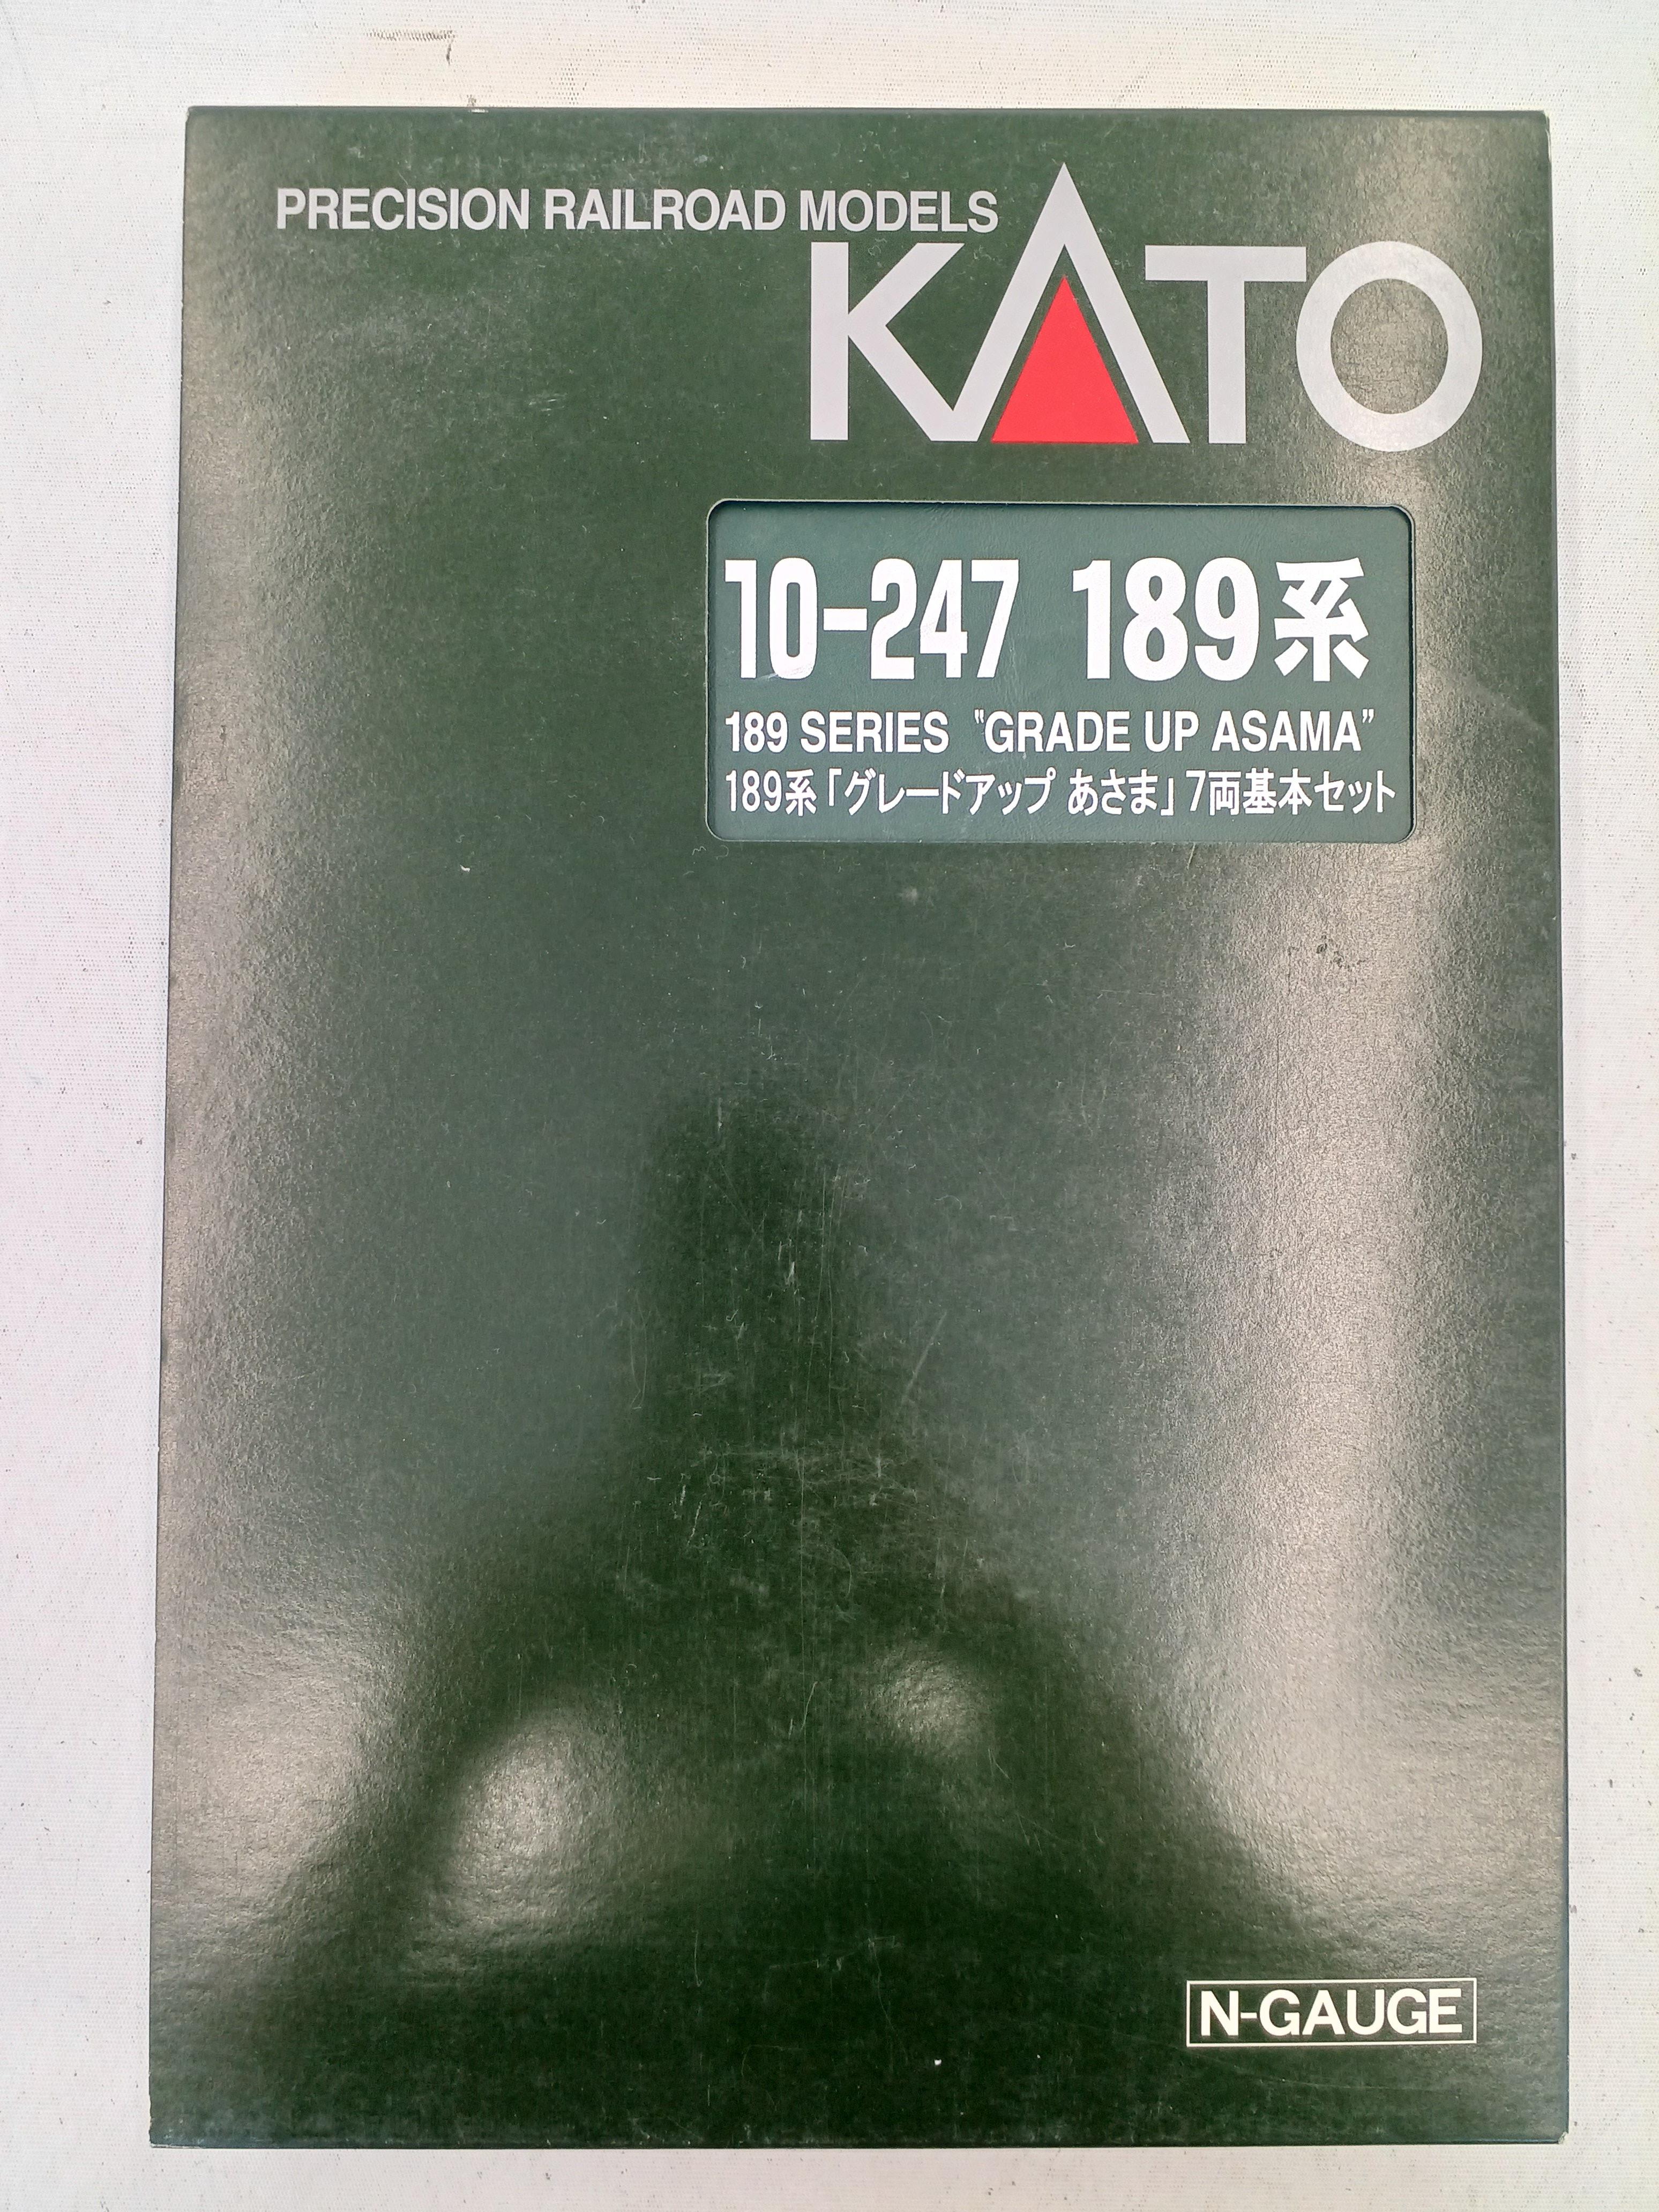 PRECISION RAILROAD MODELS
KATO
10-247 189系
189 SERIES "GRADE UP ASAMA"
189系「グレードアップ あさま」7両基本セット
N-GAUGE